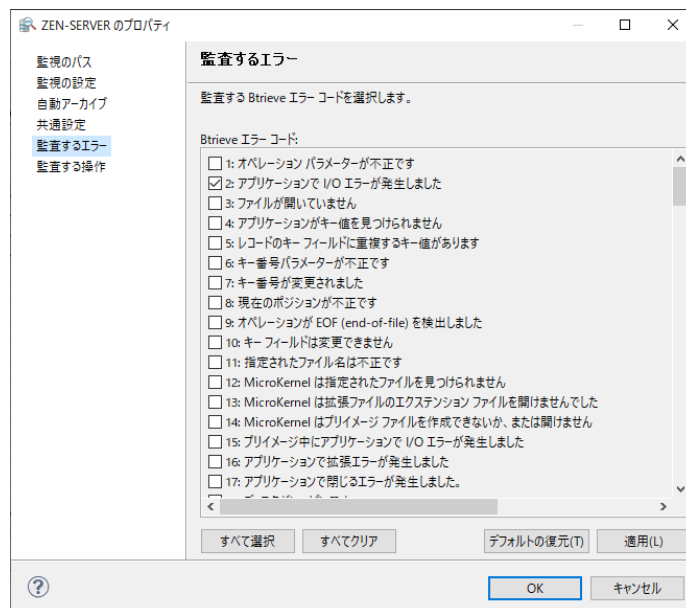 ZEN-SERVER のプロパティ
監視のパス
監視の設定
自動アーカイブ
共通設定
監査するエラー
監査する操作
監査するエラー
監査する Btrieve エラー コードを選択します。
Btrieve エラー コード:
1: オペレーション パラメーターが不正です
2: アプリケーションで I/O エラーが発生しました
3: ファイルが開いていません
4: アプリケーションがキー値を見つけられません
5: レコードのキー フィールドに重複するキー値があります
6: キー番号パラメーターが不正です
7: キー番号が変更されました
8: 現在のポジションが不正です
9: オペレーションが EOF (end-of-file) を検出しました
10: キー フィールドは変更できません
11: 指定されたファイル名は不正です
12: MicroKernel は指定されたファイルを見つけられません
13: MicroKernel は拡張ファイルのエクステンション ファイルを開けませんでした
14: MicroKernel はプリイメージ ファイルを作成できないか、または開けません
15: プリイメージ中にアプリケーションで I/O エラーが発生しました
16: アプリケーションで拡張エラーが発生しました
17: アプリケーションで閉じるエラーが発生しました。
すべて選択 すべてクリア デフォルトの復元(T) 適用(L)
OK キャンセル